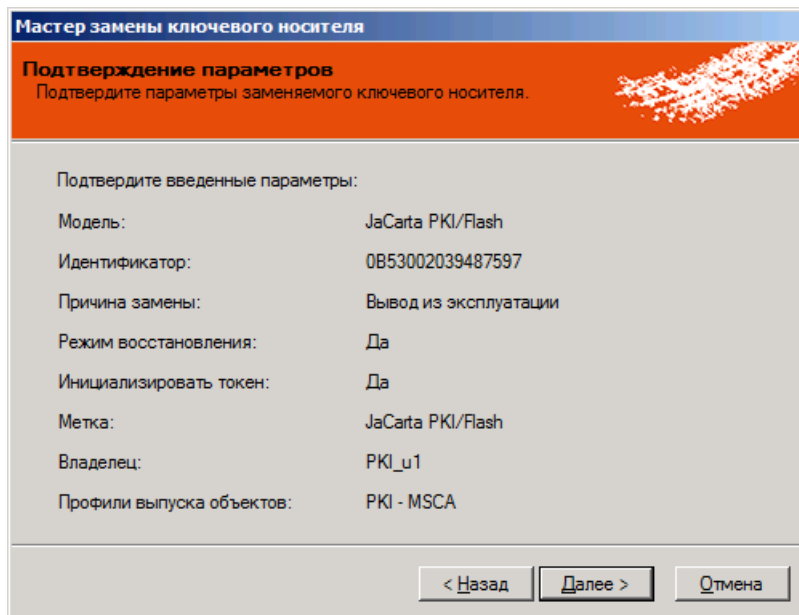 Мастер замены ключевого носителя
Подтверждение параметров
Подтвердите параметры заменяемого ключевого носителя.
Подтвердите введенные параметры:
Модель: JaCarta PKI/Flash
Идентификатор: 0B53002039487597
Причина замены: Вывод из эксплуатации
Режим восстановления: Да
Инициализировать токен: Да
Метка: JaCarta PKI/Flash
Владелец: PKI_u1
Профили выпуска объектов: PKI - MSCA
< Назад Далее > Отмена